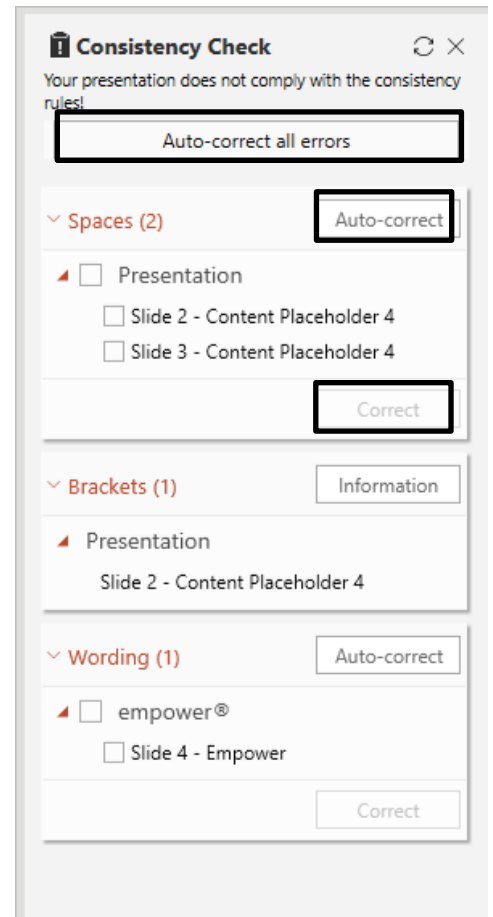 Consistency Check
Your presentation does not comply with the consistency
rules!
Auto-correct all errors
Spaces (2)
Auto-correct
Presentation
Slide 2 - Content Placeholder 4
Slide 3 - Content Placeholder 4
Correct
Brackets (1)
Information
Presentation
Slide 2 - Content Placeholder 4
Wording (1)
Auto-correct
empower®
Slide 4 - Empower
Correct